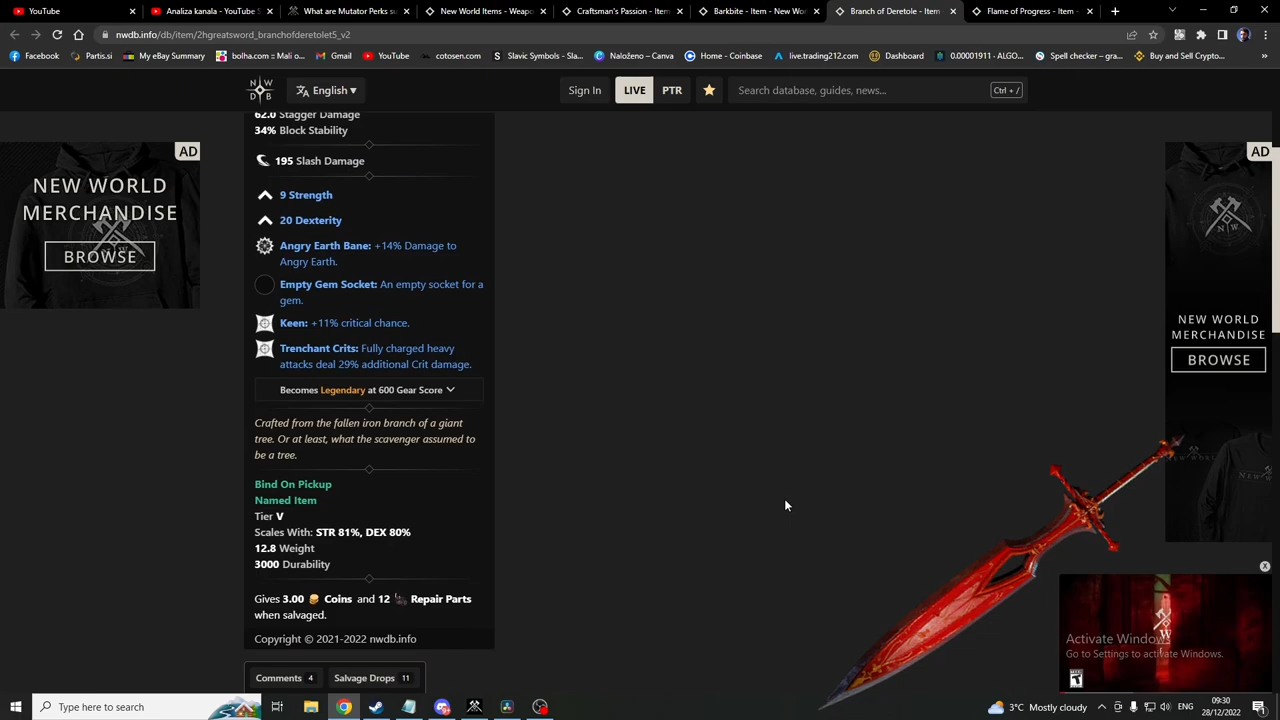 YouTube
Analiza kanala - YouTube S
What are Mutator Perks su
New World Items - Weapo
Craftsman's Passion - Item
Barkbite - Item - New Wor
Branch of Deretole - Item
Flame of Progress - Item -
nwdb.info/db/item/2hgreatsword_branchofderetolet5_v2
Facebook
Partis.si
My eBay Summary
bolha.com | Mali ogl...
Gmail
YouTube
cotosen.com
Slavic Symbols - Sla...
Naloženo – Canva
Home - Coinbase
live.trading212.com
Dashboard
0.00001911 - ALGO...
Spell checker – gra...
Buy and Sell Crypto...
»
N W D B
English ▾
Sign In
LIVE
PTR
Search database, guides, news...
Ctrl + /
AD
NEW WORLD
MERCHANDISE
BROWSE
62.0 Stagger Damage
34% Block Stability
195 Slash Damage
9 Strength
20 Dexterity
Angry Earth Bane: +14% Damage to
Angry Earth.
Empty Gem Socket: An empty socket for a
gem.
Keen: +11% critical chance.
Trenchant Crits: Fully charged heavy
attacks deal 29% additional Crit damage.
Becomes Legendary at 600 Gear Score
Crafted from the fallen iron branch of a giant
tree. Or at least, what the scavenger assumed to
be a tree.
Bind On Pickup
Named Item
Tier V
Scales With: STR 81%, DEX 80%
12.8 Weight
3000 Durability
Gives 3.00 Coins and 12 Repair Parts
when salvaged.
Copyright © 2021-2022 nwdb.info
Comments 4
Salvage Drops 11
AD
NEW WORLD
MERCHANDISE
BROWSE
Activate Windows
Go to Settings to activate Windows.
T
Type here to search
3°C Mostly cloudy
ENG
09:30
28/12/2022